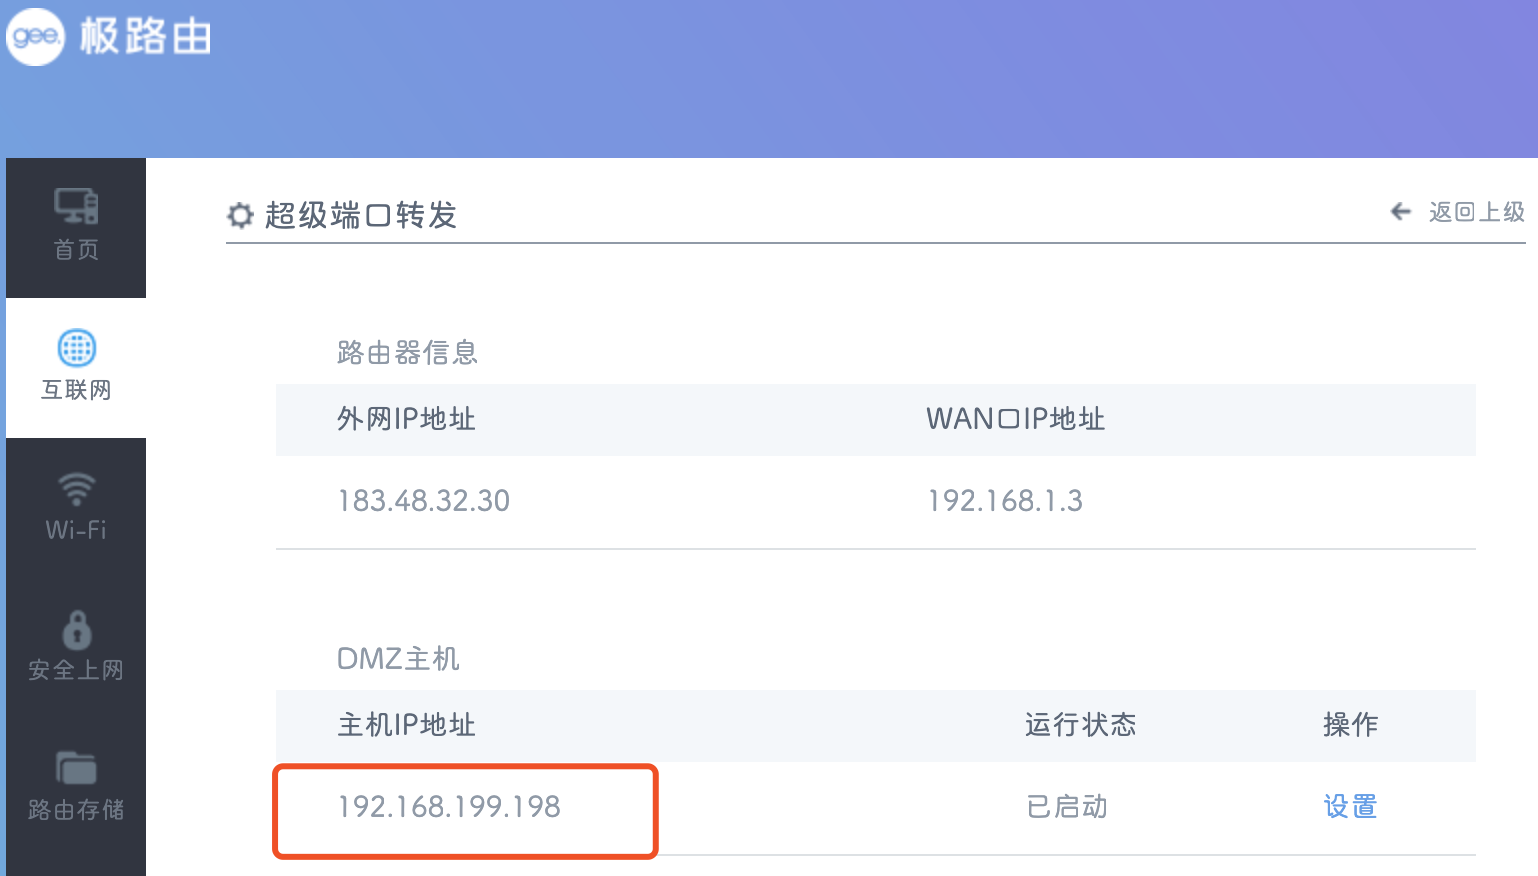 gee. 极路由
首页
互联网
Wi-Fi
安全上网
路由存储
超级端口转发
返回上级
路由器信息
外网IP地址 WAN口IP地址
183.48.32.30 192.168.1.3
DMZ主机
主机IP地址 运行状态 操作
192.168.199.198 已启动 设置